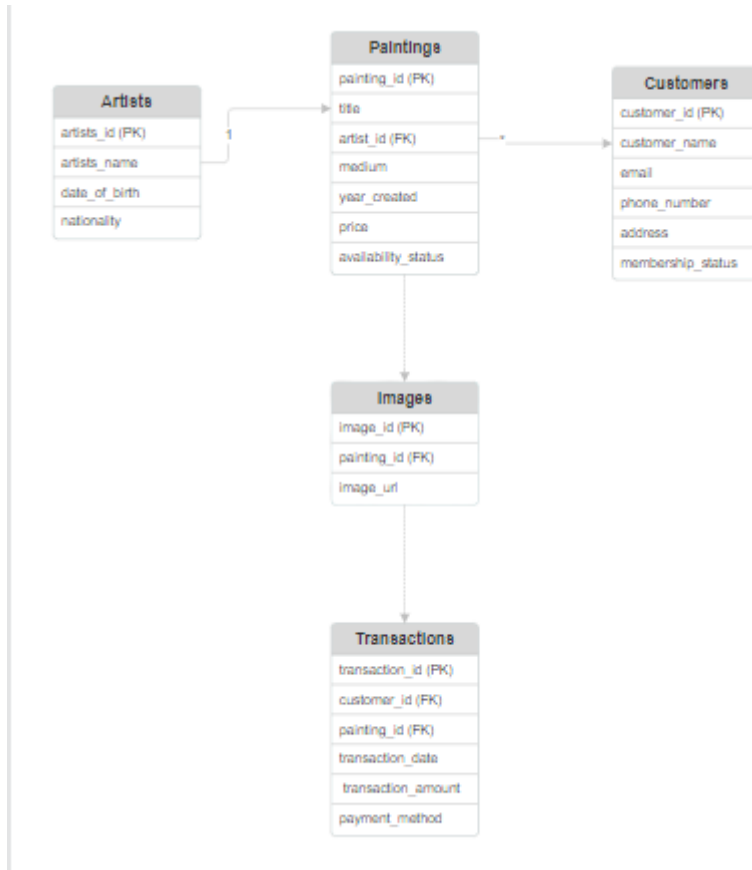 Artists
artists_id (PK)
artists_name
date_of_birth
nationality
1
Paintings
painting_id (PK)
title
artist_id (FK)
medium
year_created
price
availability_status
*
Customers
customer_id (PK)
customer_name
email
phone_number
address
membership_status
Images
image_id (PK)
painting_id (FK)
image_url
Transactions
transaction_id (PK)
customer_id (FK)
painting_id (FK)
transaction_date
transaction_amount
payment_method